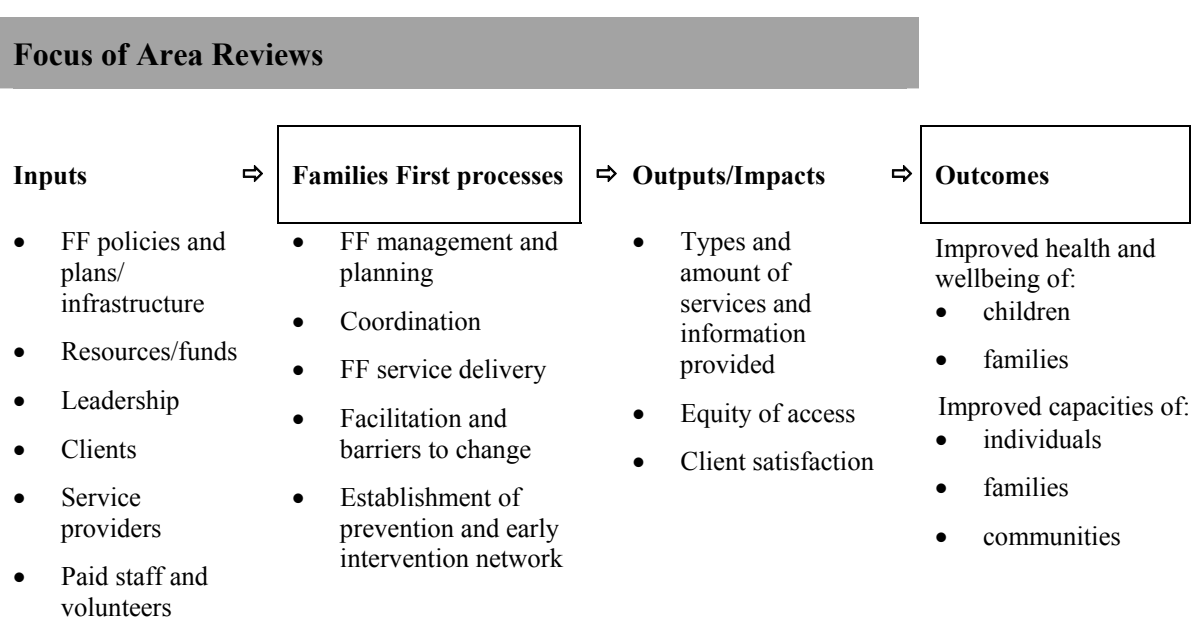 Focus of Area Reviews
Inputs
⇨
Families First processes
⇨
Outputs/Impacts
⇨
Outcomes
• FF policies and
plans/
infrastructure
• Resources/funds
• Leadership
• Clients
• Service
providers
• Paid staff and
volunteers
• FF management and
planning
• Coordination
• FF service delivery
• Facilitation and
barriers to change
• Establishment of
prevention and early
intervention network
• Types and
amount of
services and
information
provided
• Equity of access
• Client satisfaction
Improved health and
wellbeing of:
• children
• families
Improved capacities of:
• individuals
• families
• communities